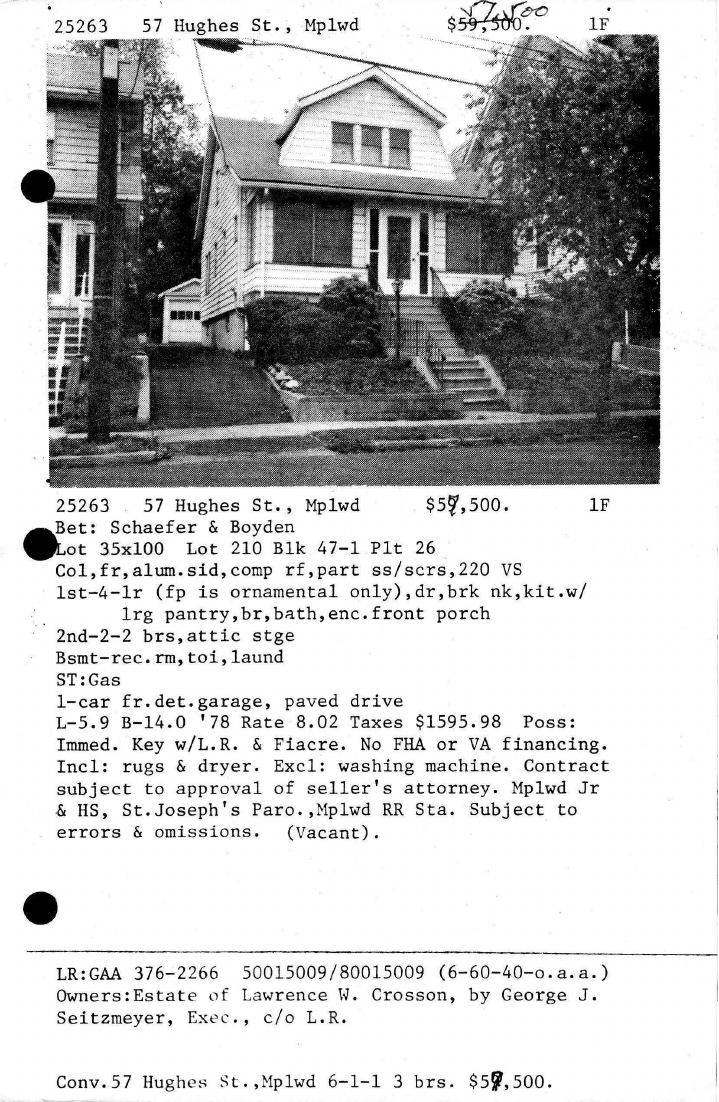 57,500
25263 57 Hughes St., Mplwd $59,500. 1F
25263 57 Hughes St., Mplwd $57,500. 1F
Bet: Schaefer & Boyden
Lot 35x100 Lot 210 Blk 47-1 Plt 26
Col,fr,alum.sid,comp rf,part ss/scrs,220 VS
1st-4-lr (fp is ornamental only),dr,brk nk,kit.w/
lrg pantry,br,bath,enc.front porch
2nd-2-2 brs,attic stge
Bsmt-rec.rm,toi,laund
ST:Gas
1-car fr.det.garage, paved drive
L-5.9 B-14.0 '78 Rate 8.02 Taxes $1595.98 Poss:
Immed. Key w/L.R. & Fiacre. No FHA or VA financing.
Incl: rugs & dryer. Excl: washing machine. Contract
subject to approval of seller's attorney. Mplwd Jr
& HS, St.Joseph's Paro.,Mplwd RR Sta. Subject to
errors & omissions. (Vacant).
LR:GAA 376-2266 50015009/80015009 (6-60-40-o.a.a.)
Owners:Estate of Lawrence W. Crosson, by George J.
Seitzmeyer, Exec., c/o L.R.
Conv.57 Hughes St.,Mplwd 6-1-1 3 brs. $57,500.